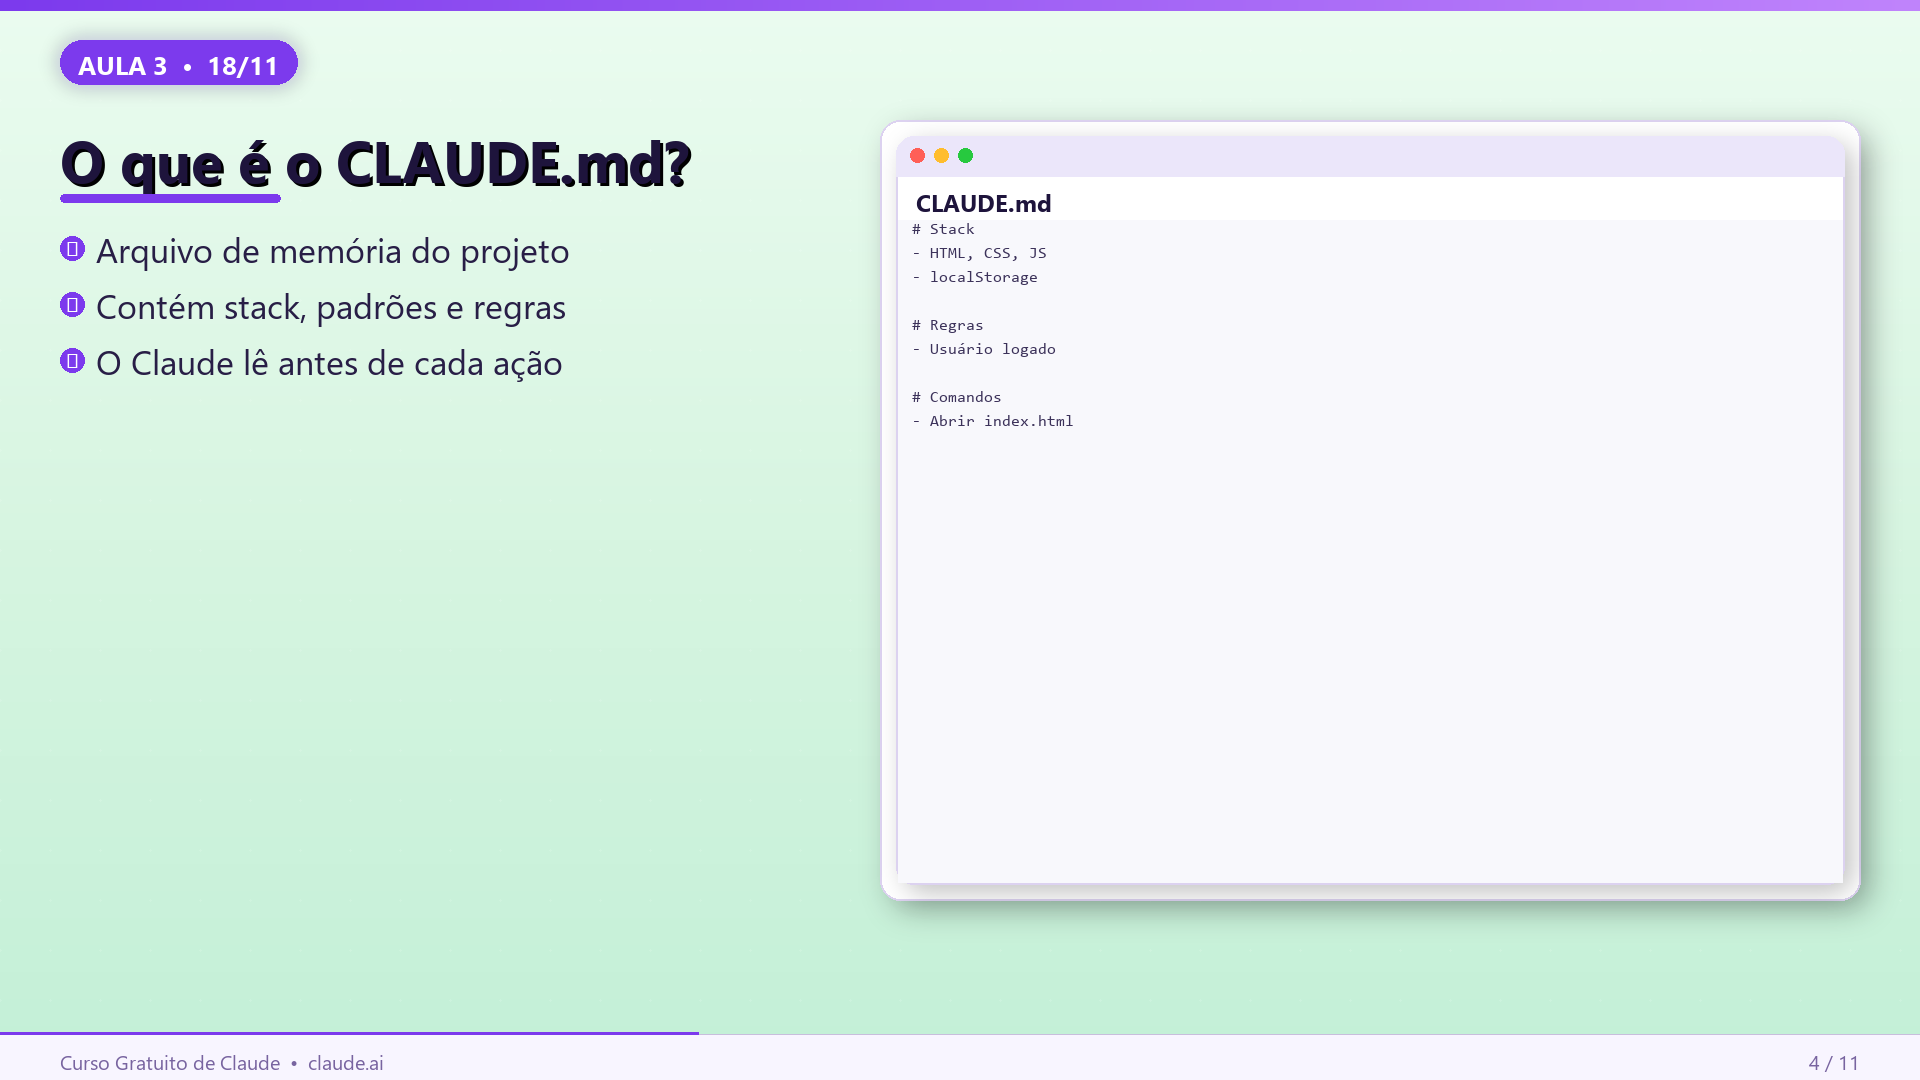 AULA 3 • 18/11
O que é o CLAUDE.md?
Arquivo de memória do projeto
Contém stack, padrões e regras
O Claude lê antes de cada ação
CLAUDE.md
# Stack
- HTML, CSS, JS
- localStorage
# Regras
- Usuário logado
# Comandos
- Abrir index.html
Curso Gratuito de Claude • claude.ai
4 / 11